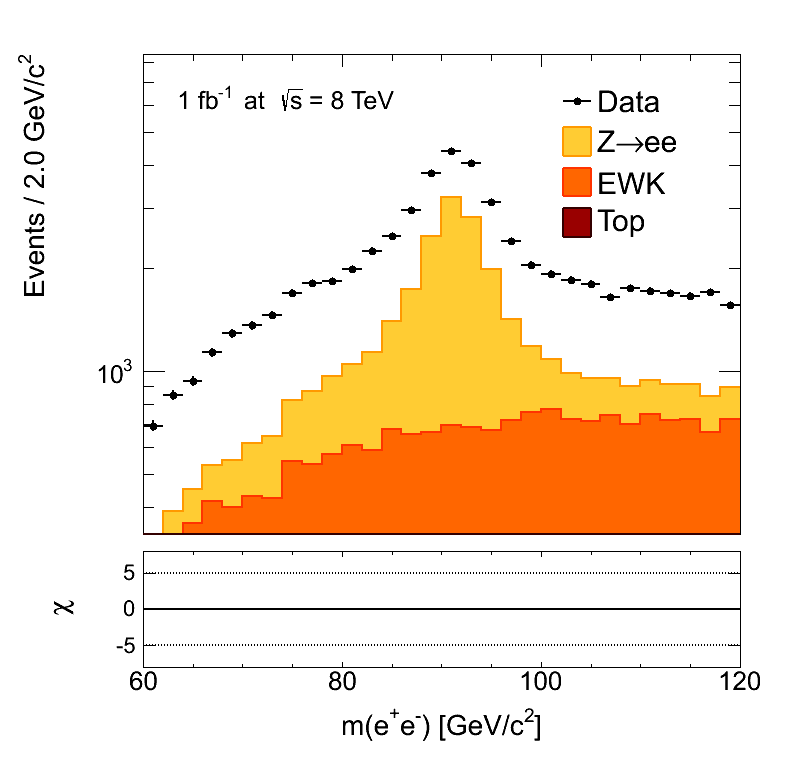 Events / 2.0 GeV/c²
1 fb⁻¹ at √s = 8 TeV
Data
Z→ee
EWK
Top
10³
χ
5
0
-5
60 80 100 120
m(e⁺e⁻) [GeV/c²]